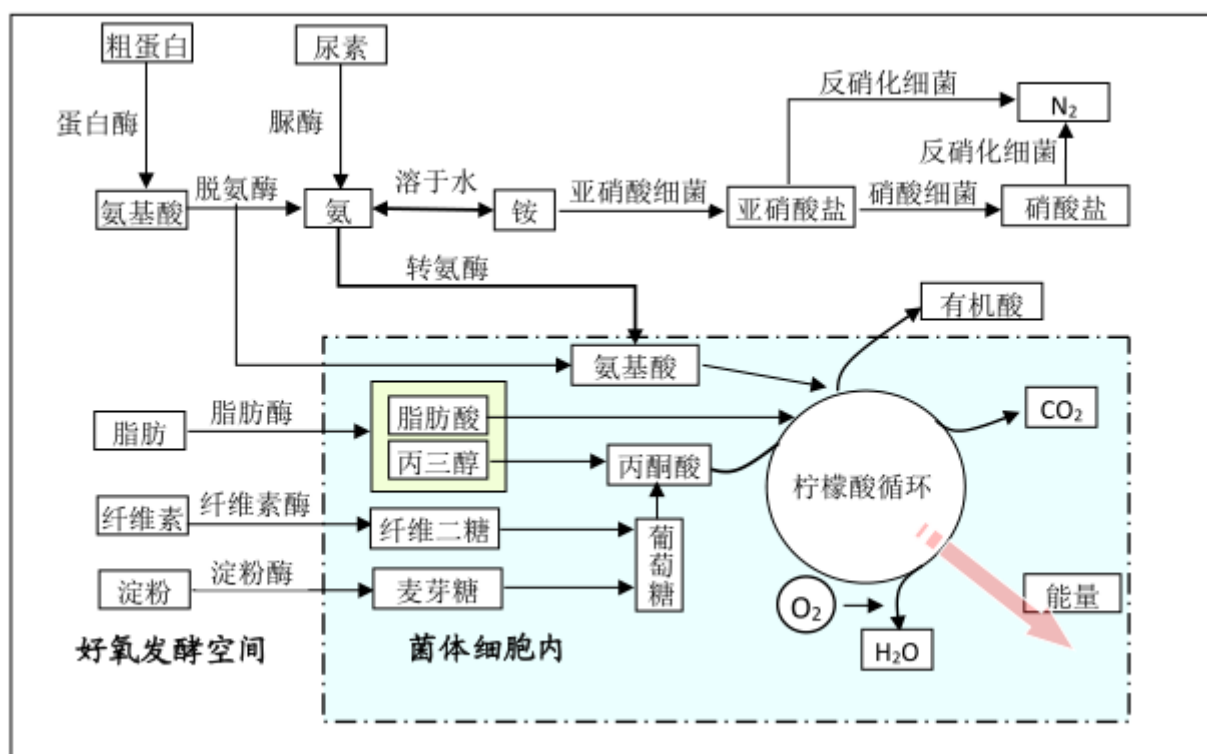 粗蛋白
尿素
反硝化细菌
N₂
蛋白酶
脲酶
反硝化细菌
脱氨酶
溶于水
氨基酸
氨
铵
亚硝酸细菌
亚硝酸盐
硝酸细菌
硝酸盐
转氨酶
有机酸
氨基酸
脂肪
脂肪酶
脂肪酸
CO₂
丙三醇
丙酮酸
柠檬酸循环
纤维素
纤维素酶
纤维二糖
葡萄糖
淀粉
淀粉酶
麦芽糖
O₂
能量
好氧发酵空间
菌体细胞内
H₂O